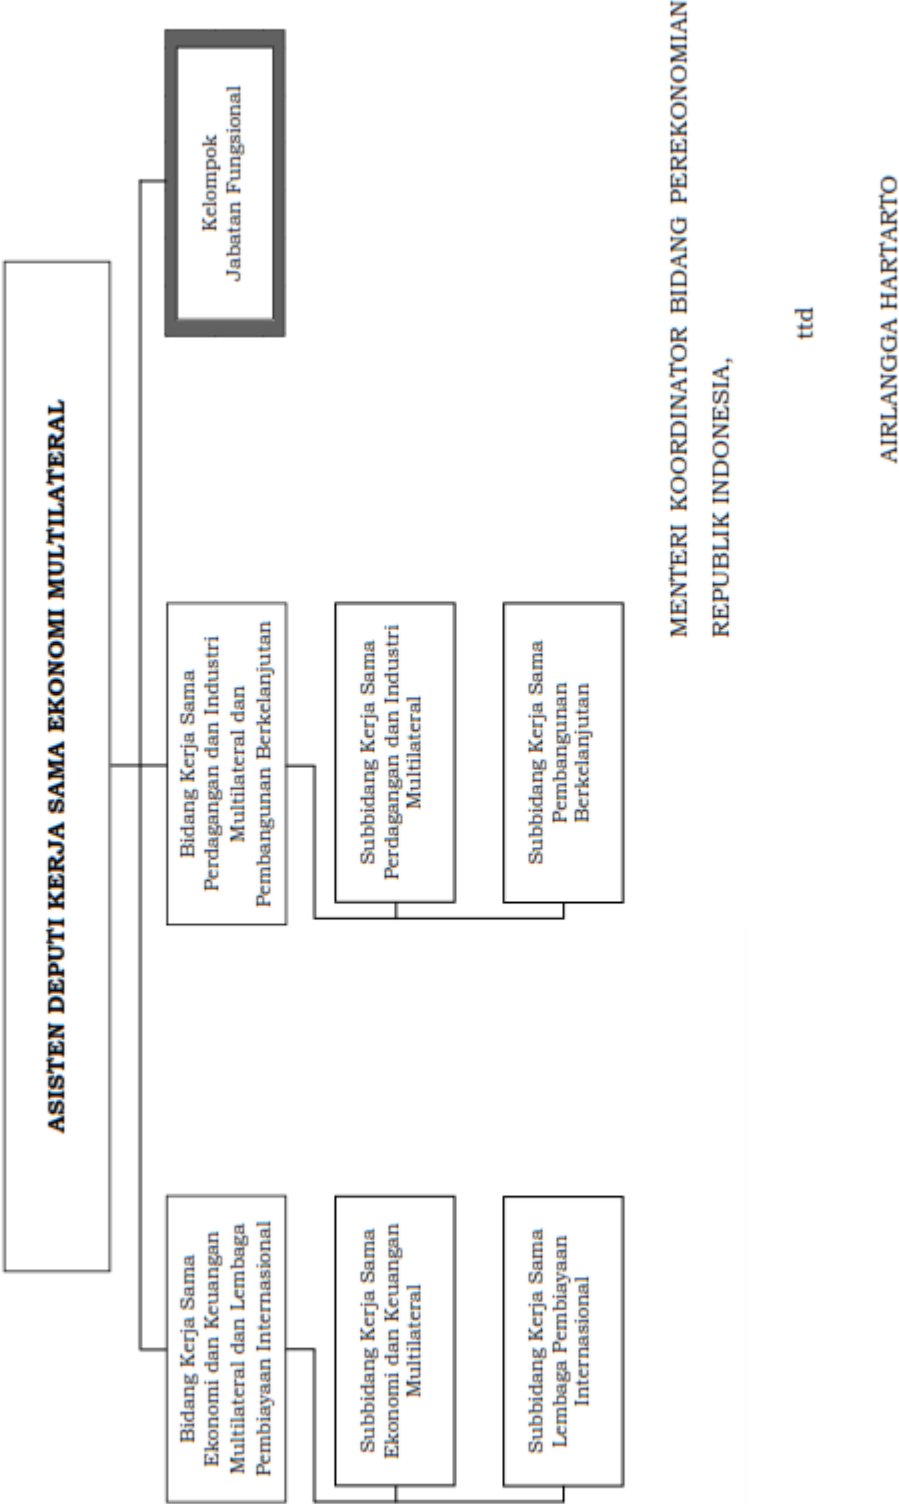 ASISTEN DEPUTI KERJA SAMA EKONOMI MULTILATERAL
Bidang Kerja Sama
Ekonomi dan Keuangan
Multilateral dan Lembaga
Pembiayaan Internasional
Subbidang Kerja Sama
Ekonomi dan Keuangan
Multilateral
Subbidang Kerja Sama
Lembaga Pembiayaan
Internasional
Bidang Kerja Sama
Perdagangan dan Industri
Multilateral dan
Pembangunan Berkelanjutan
Subbidang Kerja Sama
Perdagangan dan Industri
Multilateral
Subbidang Kerja Sama
Pembangunan
Berkelanjutan
Kelompok
Jabatan Fungsional
MENTERI KOORDINATOR BIDANG PEREKONOMIAN
REPUBLIK INDONESIA,
ttd
AIRLANGGA HARTARTO